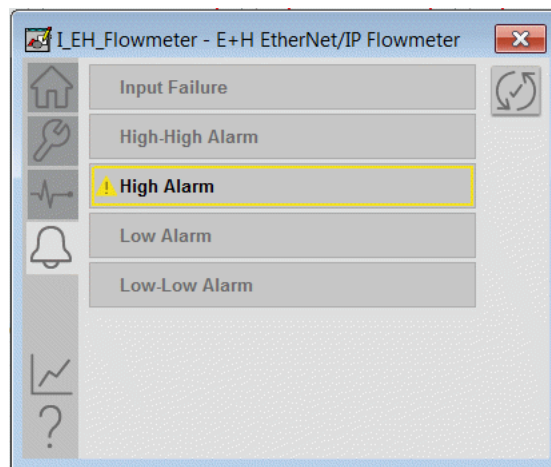 I_EH_Flowmeter - E+H EtherNet/IP Flowmeter
Input Failure
High-High Alarm
High Alarm
Low Alarm
Low-Low Alarm
?